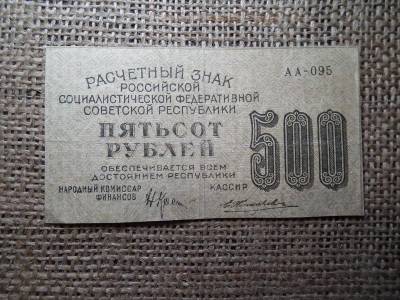 РАСЧЕТНЫЙ ЗНАК
АА-095
РОССИЙСКОЙ
СОЦИАЛИСТИЧЕСКОЙ ФЕДЕРАТИВНОЙ
СОВЕТСКОЙ РЕСПУБЛИКИ
ПЯТЬСОТ
РУБЛЕЙ
500
ОБЕСПЕЧИВАЕТСЯ ВСЕМ
ДОСТОЯНИЕМ РЕСПУБЛИКИ
НАРОДНЫЙ КОМИССАР
ФИНАНСОВ
КАССИР